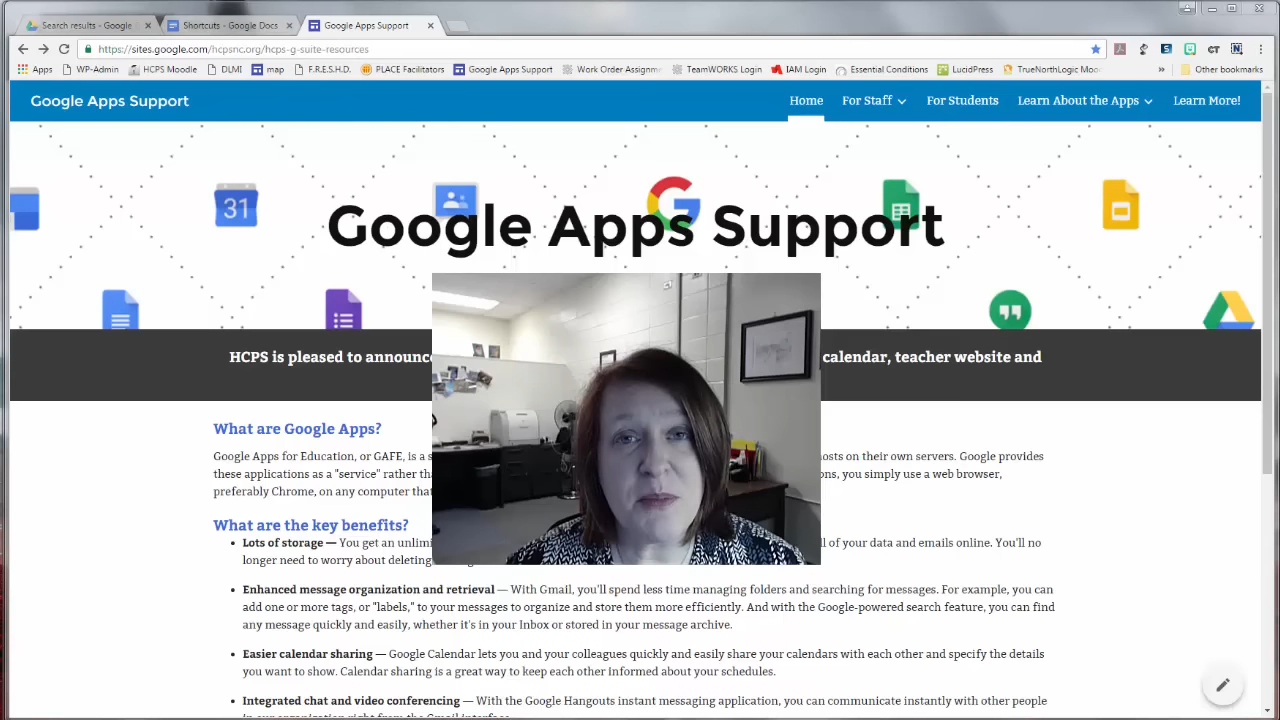 Search results - Google
Shortcuts - Google Docs
Google Apps Support
https://sites.google.com/hcpsnc.org/hcps-g-suite-resources
Apps WP-Admin HCPS Moodle DLMI map F.R.E.S.H.D. PLACE Facilitators Google Apps Support Work Order Assignm TeamWORKS Login IAM Login Essential Conditions LucidPress TrueNorthLogic Moo Other bookmarks
Google Apps Support
Home For Staff For Students Learn About the Apps Learn More!
31
Google Apps Support
HCPS is pleased to announce calendar, teacher website and
What are Google Apps?
Google Apps for Education, or GAFE, is a s hosts on their own servers. Google provides
these applications as a "service" rather tha ons, you simply use a web browser,
preferably Chrome, on any computer that
What are the key benefits?
• Lots of storage — You get an unlimi ll of your data and emails online. You'll no
longer need to worry about deleting
• Enhanced message organization and retrieval — With Gmail, you'll spend less time managing folders and searching for messages. For example, you can
add one or more tags, or "labels," to your messages to organize and store them more efficiently. And with the Google-powered search feature, you can find
any message quickly and easily, whether it's in your Inbox or stored in your message archive.
• Easier calendar sharing — Google Calendar lets you and your colleagues quickly and easily share your calendars with each other and specify the details
you want to show. Calendar sharing is a great way to keep each other informed about your schedules.
• Integrated chat and video conferencing — With the Google Hangouts instant messaging application, you can communicate instantly with other people
in our organization right from the Gmail interface.